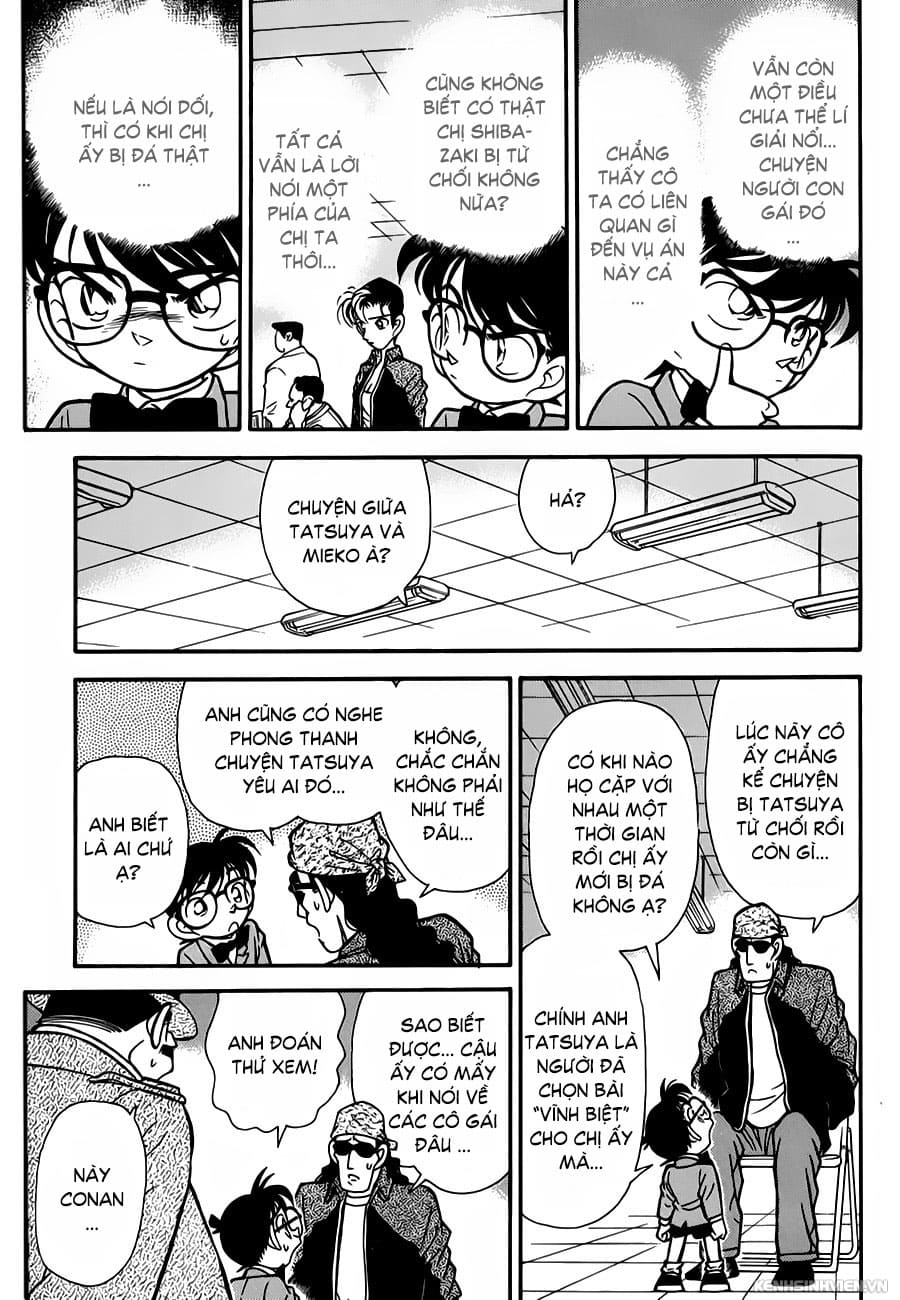 VẪN CÒN
MỘT ĐIỀU
CHƯA THỂ LÍ
GIẢI NỔI...
CHUYỆN
NGƯỜI CON
GÁI ĐÓ
...
CHẲNG
THẤY CÔ
TA CÓ LIÊN
QUAN GÌ
ĐẾN VỤ ÁN
NÀY CẢ
...
CŨNG KHÔNG
BIẾT CÓ THẬT
CHỊ SHIBA-
ZAKI BỊ TỪ
CHỐI KHÔNG
NỮA?
TẤT CẢ
VẪN LÀ LỜI
NÓI MỘT
PHÍA CỦA
CHỊ TA
THÔI...
NẾU LÀ NÓI DỐI,
THÌ CÓ KHI CHỊ
ẤY BỊ ĐÁ THẬT
...
HẢ?
CHUYỆN GIỮA
TATSUYA VÀ
MIEKO À?
LÚC NÀY CÔ
ẤY CHẲNG
KỂ CHUYỆN
BỊ TATSUYA
TỪ CHỐI RỒI
CÒN GÌ...
CÓ KHI NÀO
HỌ CẶP VỚI
NHAU MỘT
THỜI GIAN
RỒI CHỊ ẤY
MỚI BỊ ĐÁ
KHÔNG Ạ?
CHÍNH ANH
TATSUYA LÀ
NGƯỜI ĐÃ
CHỌN BÀI
“VĨNH BIỆT”
CHO CHỊ ẤY
MÀ...
KHÔNG,
CHẮC CHẮN
KHÔNG PHẢI
NHƯ THẾ
ĐÂU...
ANH CŨNG CÓ NGHE
PHONG THANH
CHUYỆN TATSUYA
YÊU AI ĐÓ...
ANH BIẾT
LÀ AI CHỨ
Ạ?
SAO BIẾT
ĐƯỢC... CẬU
ẤY CÓ MẤY
KHI NÓI VỀ
CÁC CÔ GÁI
ĐÂU ...
ANH ĐOÁN
THỬ XEM!
NÀY
CONAN
...
KENHSINHVIEN.VN